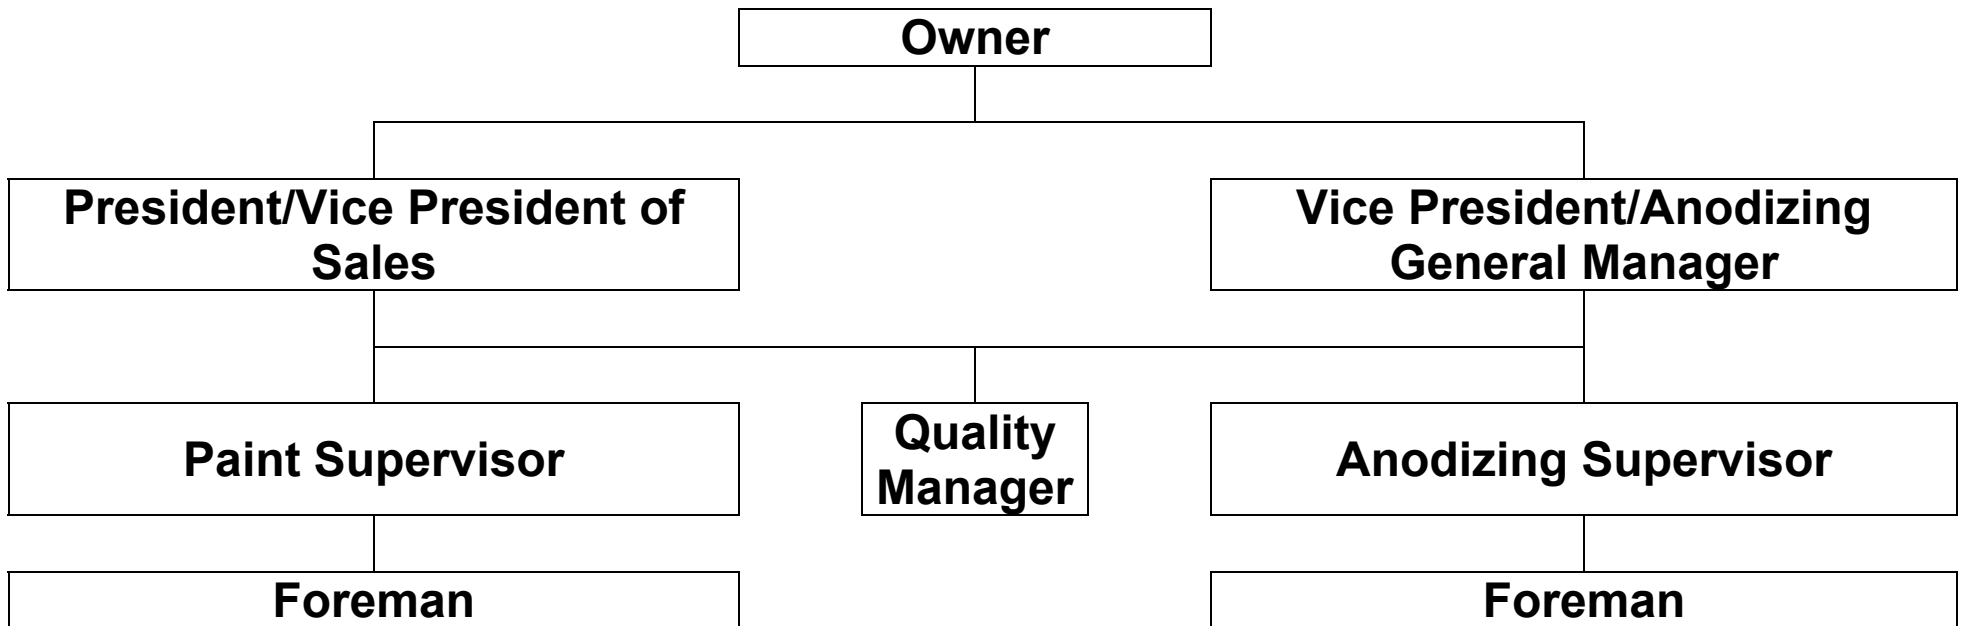 Owner
President/Vice President of
Sales
Vice President/Anodizing
General Manager
Paint Supervisor
Quality
Manager
Anodizing Supervisor
Foreman
Foreman